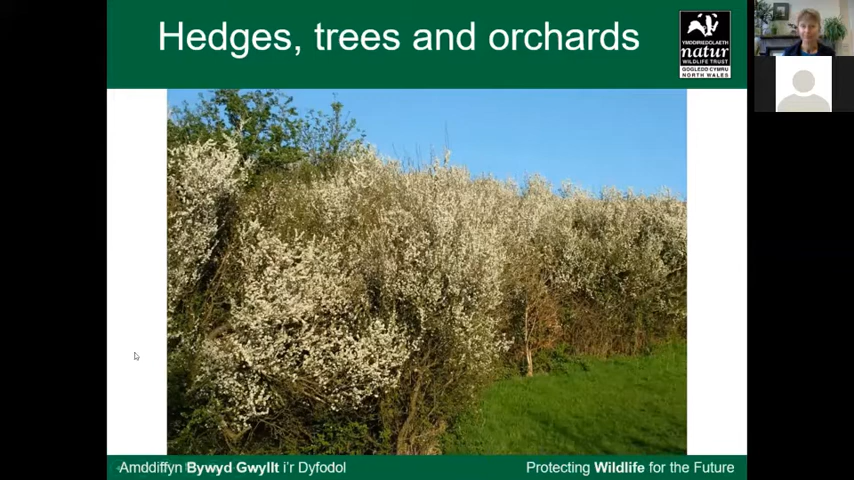 Hedges, trees and orchards
YMDDIRIEDOLAETH
natur
WILDLIFE TRUST
GOGLEDD CYMRU
NORTH WALES
Amddiffyn Bywyd Gwyllt i'r Dyfodol
Protecting Wildlife for the Future